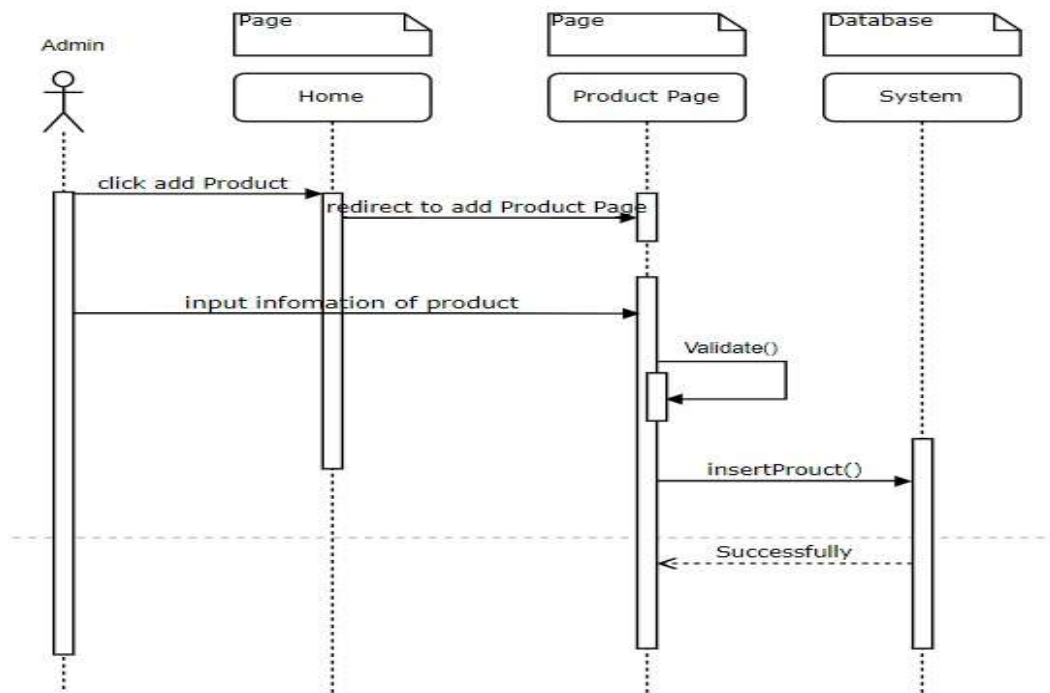 Page
Page
Database
Admin
Home
Product Page
System
click add Product
redirect to add Product Page
input infomation of product
Validate()
insertProuct()
Successfully